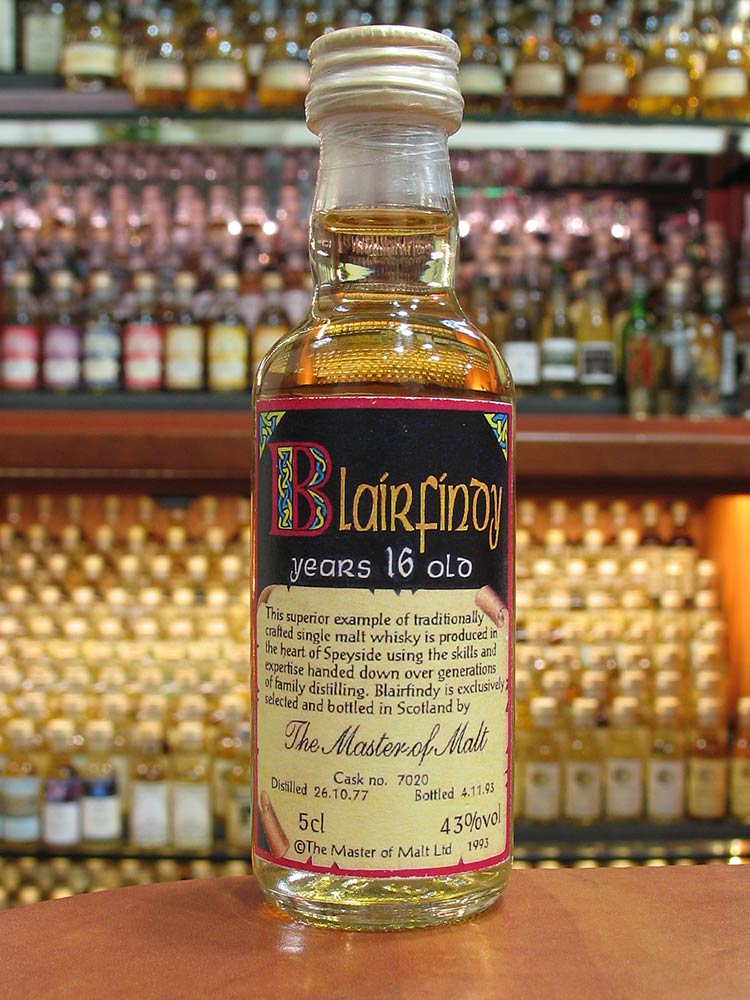 Blairfindy
years 16 old
This superior example of traditionally
crafted single malt whisky is produced in
the heart of Speyside using the skills and
expertise handed down over generations
of family distilling. Blairfindy is exclusively
selected and bottled in Scotland by
The Master of Malt
Cask no. 7020
Distilled 26.10.77 Bottled 4.11.93
5cl 43%vol
©The Master of Malt Ltd 1993